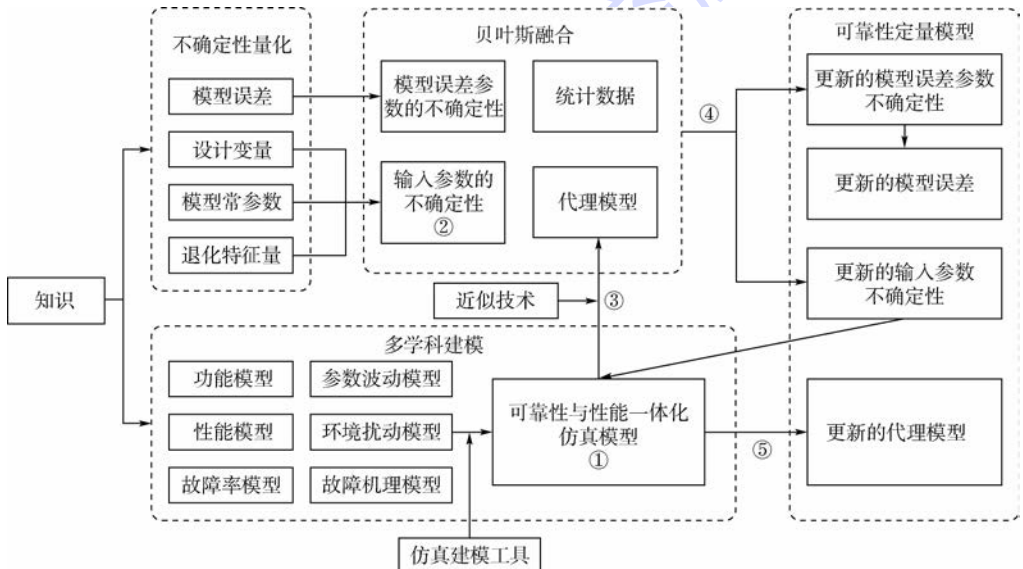 不确定性量化
模型误差
设计变量
模型常参数
退化特征量
贝叶斯融合
模型误差参
数的不确定性
统计数据
输入参数的
不确定性
②
代理模型
④
可靠性定量模型
更新的模型误差参数
不确定性
更新的模型误差
更新的输入参数
不确定性
更新的代理模型
知识
近似技术
③
多学科建模
功能模型
参数波动模型
性能模型
环境扰动模型
故障率模型
故障机理模型
可靠性与性能一体化
仿真模型
①
⑤
仿真建模工具